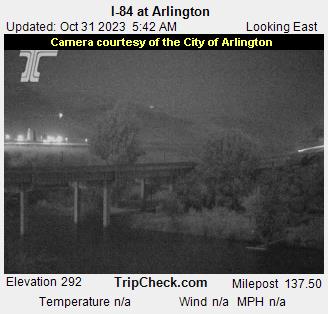 I-84 at Arlington
Updated: Oct 31 2023 5:42 AM Looking East
Camera courtesy of the City of Arlington
Elevation 292 TripCheck.com Milepost 137.50
Temperature n/a Wind n/a MPH n/a